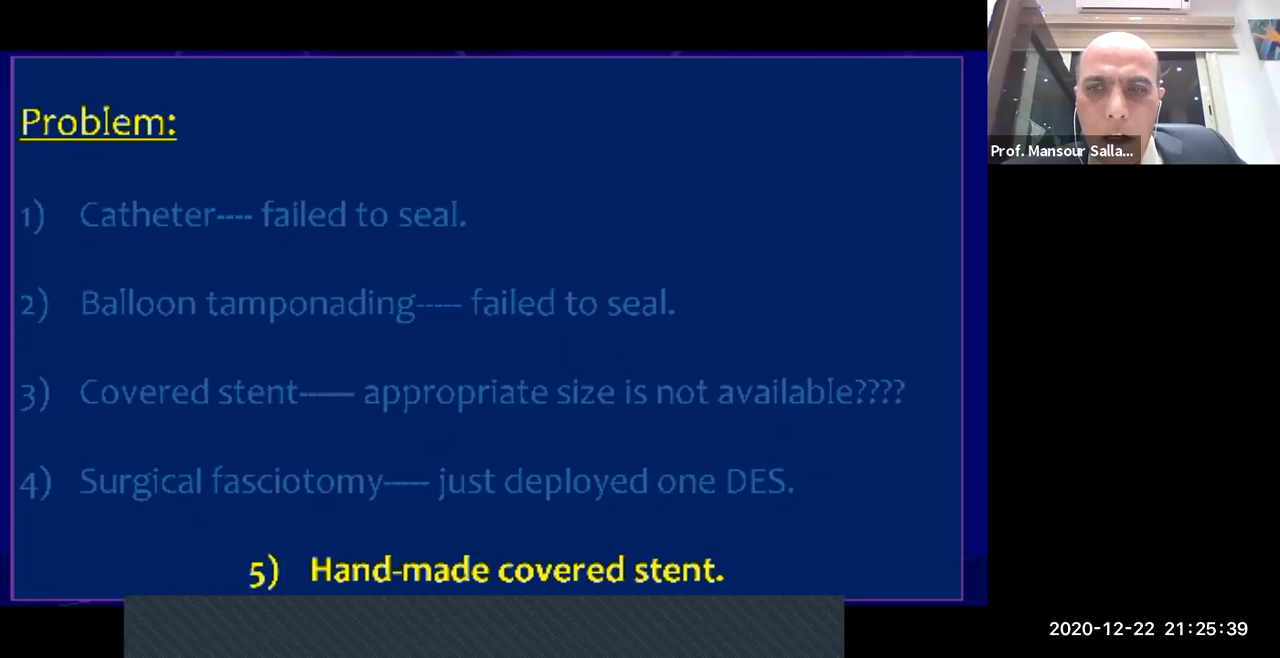 Problem:
1) Catheter---- failed to seal.
2) Balloon tamponading----- failed to seal.
3) Covered stent------ appropriate size is not available????
4) Surgical fasciotomy----- just deployed one DES.
5) Hand-made covered stent.
Prof. Mansour Salla...
2020-12-22 21:25:39